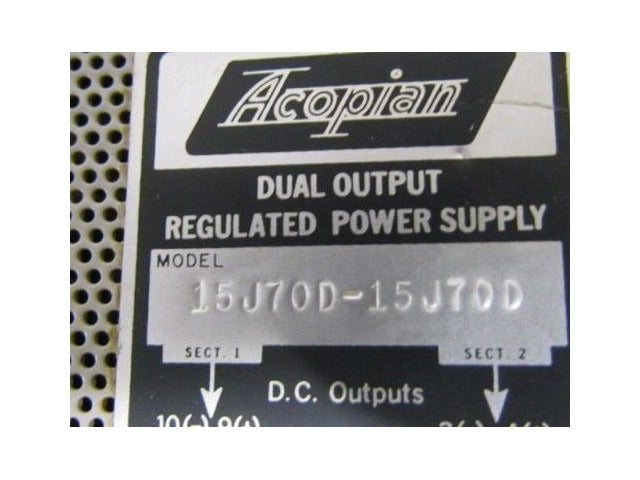 Acopian
DUAL OUTPUT
REGULATED POWER SUPPLY
MODEL
15J70D-15J70D
SECT. 1 SECT. 2
D.C. Outputs